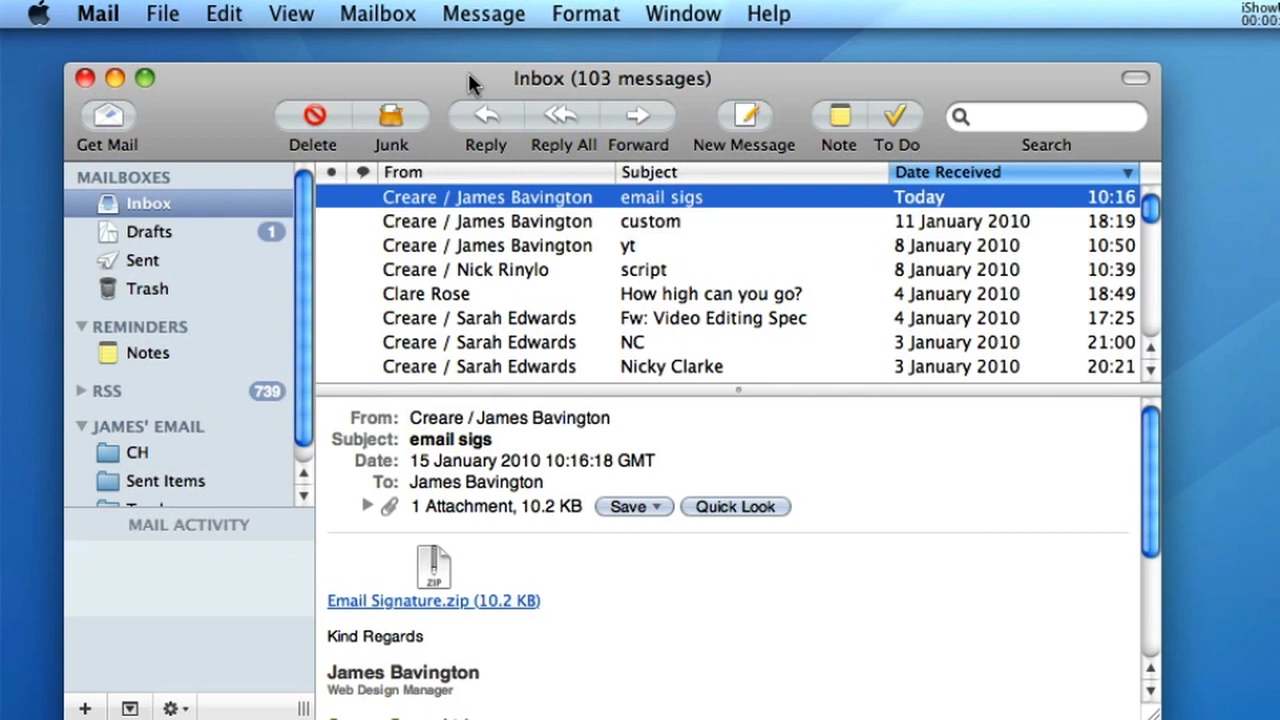 Mail File Edit View Mailbox Message Format Window Help
00:00:
Inbox (103 messages)
Get Mail Delete Junk Reply Reply All Forward New Message Note To Do Search
MAILBOXES
Inbox
Drafts 1
Sent
Trash
REMINDERS
Notes
RSS 739
JAMES' EMAIL
CH
Sent Items
MAIL ACTIVITY
From Subject Date Received
Creare / James Bavington email sigs Today 10:16
Creare / James Bavington custom 11 January 2010 18:19
Creare / James Bavington yt 8 January 2010 10:50
Creare / Nick Rinylo script 8 January 2010 10:39
Clare Rose How high can you go? 4 January 2010 18:49
Creare / Sarah Edwards Fw: Video Editing Spec 4 January 2010 17:25
Creare / Sarah Edwards NC 3 January 2010 21:00
Creare / Sarah Edwards Nicky Clarke 3 January 2010 20:21
From: Creare / James Bavington
Subject: email sigs
Date: 15 January 2010 10:16:18 GMT
To: James Bavington
1 Attachment, 10.2 KB Save Quick Look
ZIP
Email Signature.zip (10.2 KB)
Kind Regards
James Bavington
Web Design Manager